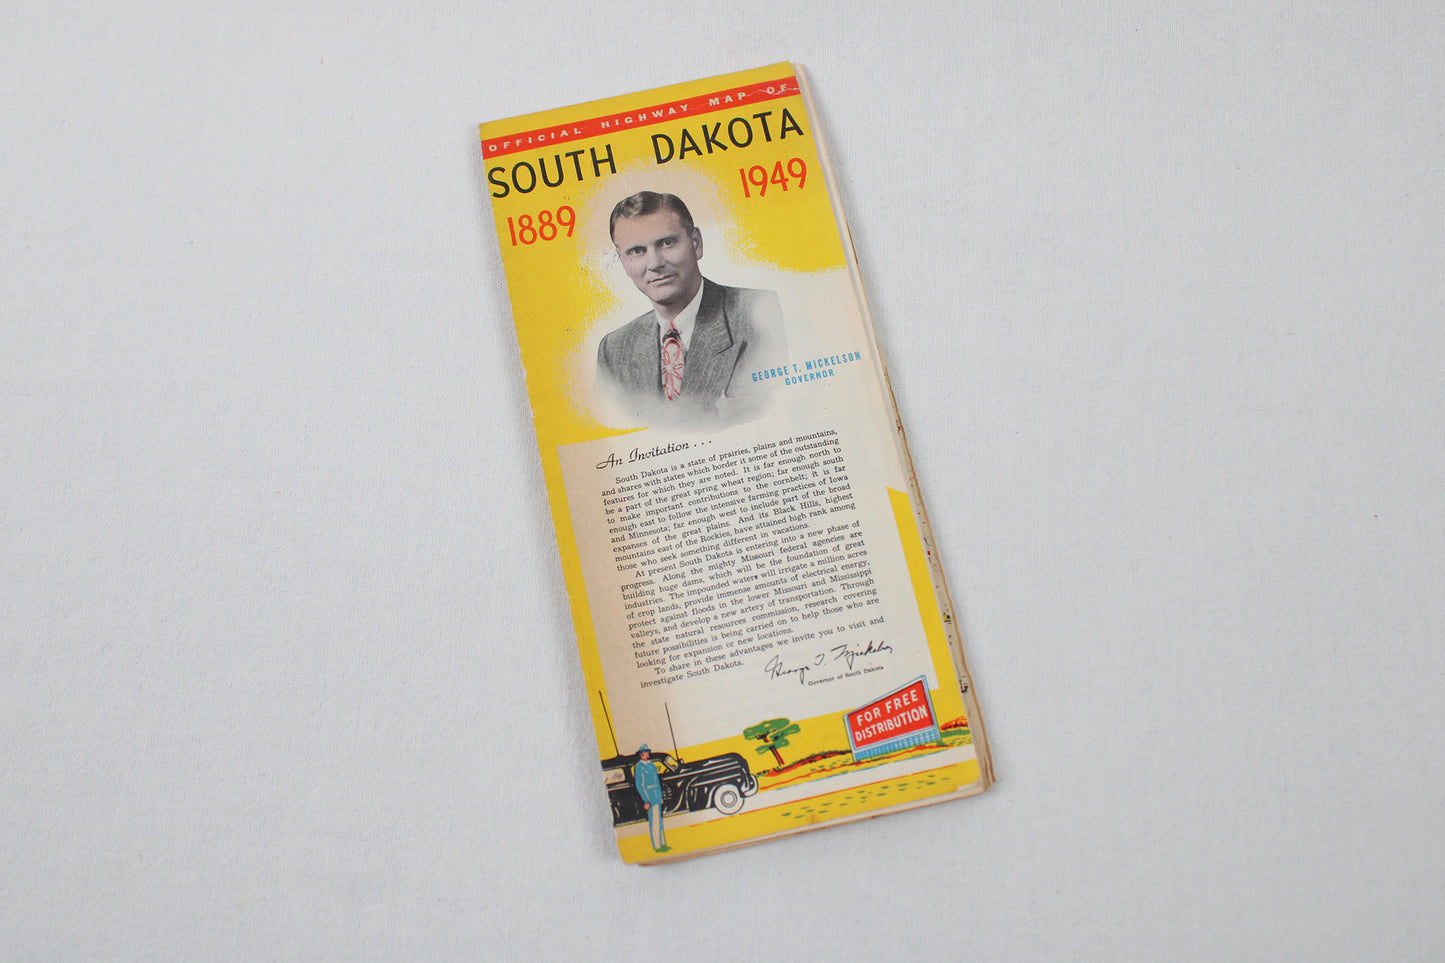 OFFICIAL HIGHWAY MAP OF
SOUTH DAKOTA
1889 1949
GEORGE T. MICKELSON
GOVERNOR
An Invitation . . .
South Dakota is a state of prairies, plains and mountains,
and shares with states which border it some of the outstanding
features for which they are noted. It is far enough north to
be a part of the great spring wheat region; far enough south
to make important contributions to the cornbelt; it is far
enough east to follow the intensive farming practices of Iowa
and Minnesota; far enough west to include part of the broad
expanses of the great plains. And its Black Hills, highest
mountains east of the Rockies, have attained high rank among
those who seek something different in vacations.
At present South Dakota is entering into a new phase of
progress. Along the mighty Missouri federal agencies are
building huge dams, which will be the foundation of great
industries. The impounded waters will irrigate a million acres
of crop lands, provide immense amounts of electrical energy,
protect against floods in the lower Missouri and Mississippi
valleys, and develop a new artery of transportation. Through
the state natural resources commission, research covering
future possibilities is being carried on to help those who are
looking for expansion or new locations.
To share in these advantages we invite you to visit and
investigate South Dakota.
George T. Mickelson
Governor of South Dakota
FOR FREE
DISTRIBUTION